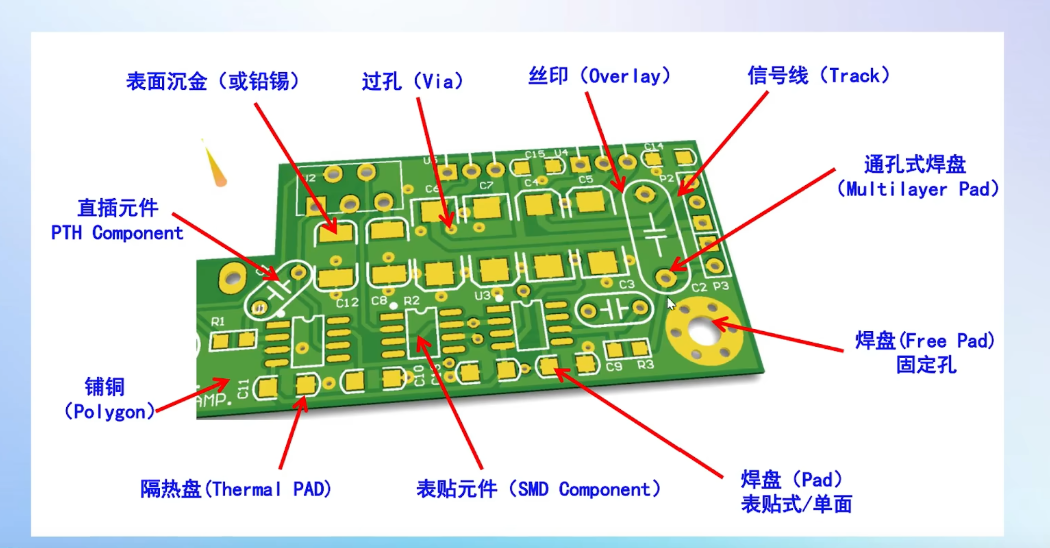 表面沉金（或铅锡）
过孔（Via）
丝印（Overlay）
信号线（Track）
通孔式焊盘
（Multilayer Pad）
直插元件
PTH Component
焊盘(Free Pad)
固定孔
铺铜
（Polygon）
隔热盘(Thermal PAD)
表贴元件（SMD Component）
焊盘（Pad）
表贴式/单面
J2
C15
U4
C14
C6
C7
C4
C5
P2
C12
C8
R2
U3
C3
C2
P3
R1
C11
C10
C9
R3
AMP.